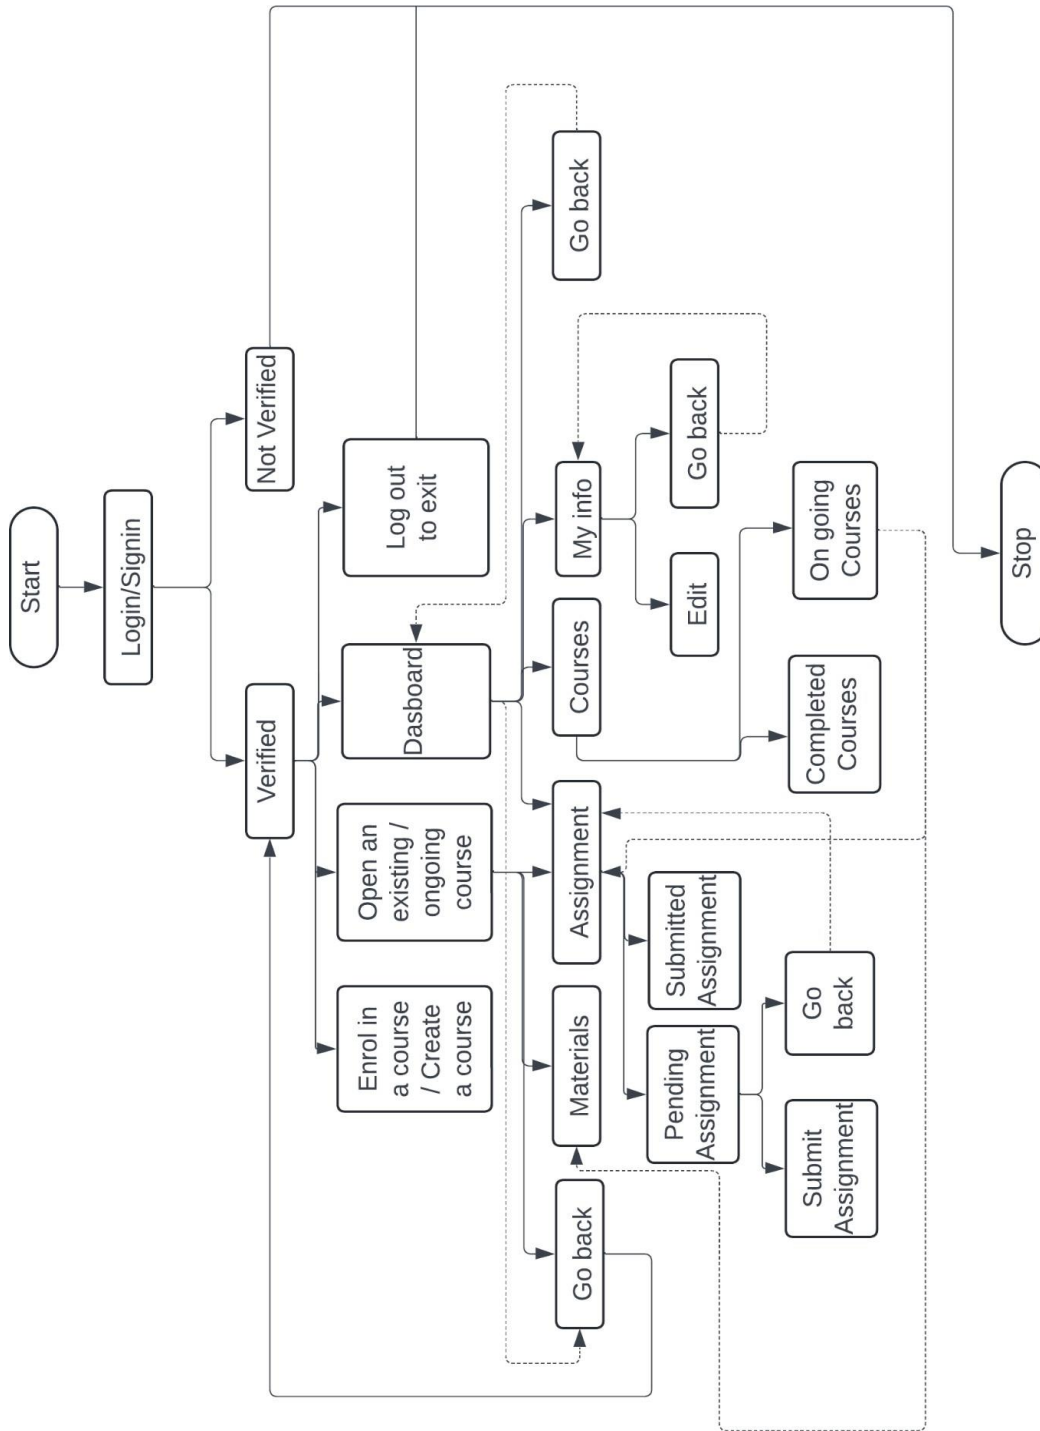 Start
Login/Signin
Verified
Not Verified
Enrol in
a course
/ Create
a course
Open an
existing /
ongoing
course
Dasboard
Log out
to exit
Go back
Materials
Assignment
Courses
My info
Go back
Pending
Assignment
Submitted
Assignment
Edit
Go back
Submit
Assignment
Go
back
Completed
Courses
On going
Courses
Stop